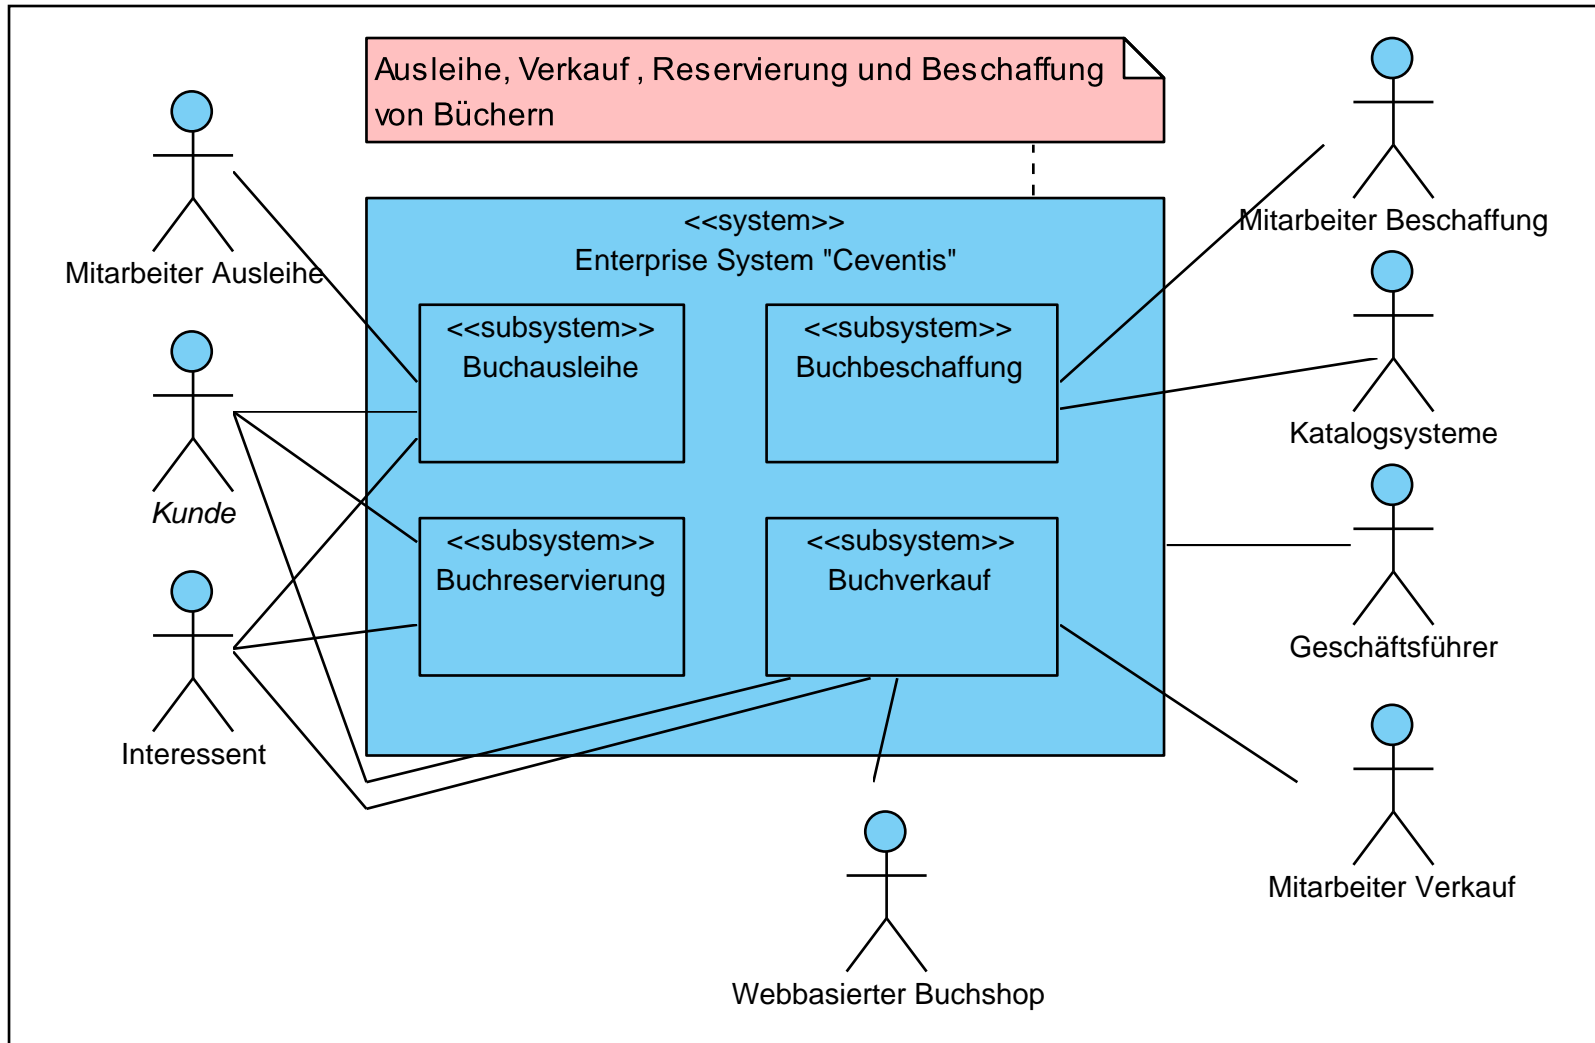 Ausleihe, Verkauf , Reservierung und Beschaffung
von Büchern
Mitarbeiter Ausleihe
Mitarbeiter Beschaffung
<<system>>
Enterprise System "Ceventis"
<<subsystem>>
Buchausleihe
<<subsystem>>
Buchbeschaffung
Kunde
Katalogsysteme
<<subsystem>>
Buchreservierung
<<subsystem>>
Buchverkauf
Interessent
Geschäftsführer
Mitarbeiter Verkauf
Webbasierter Buchshop